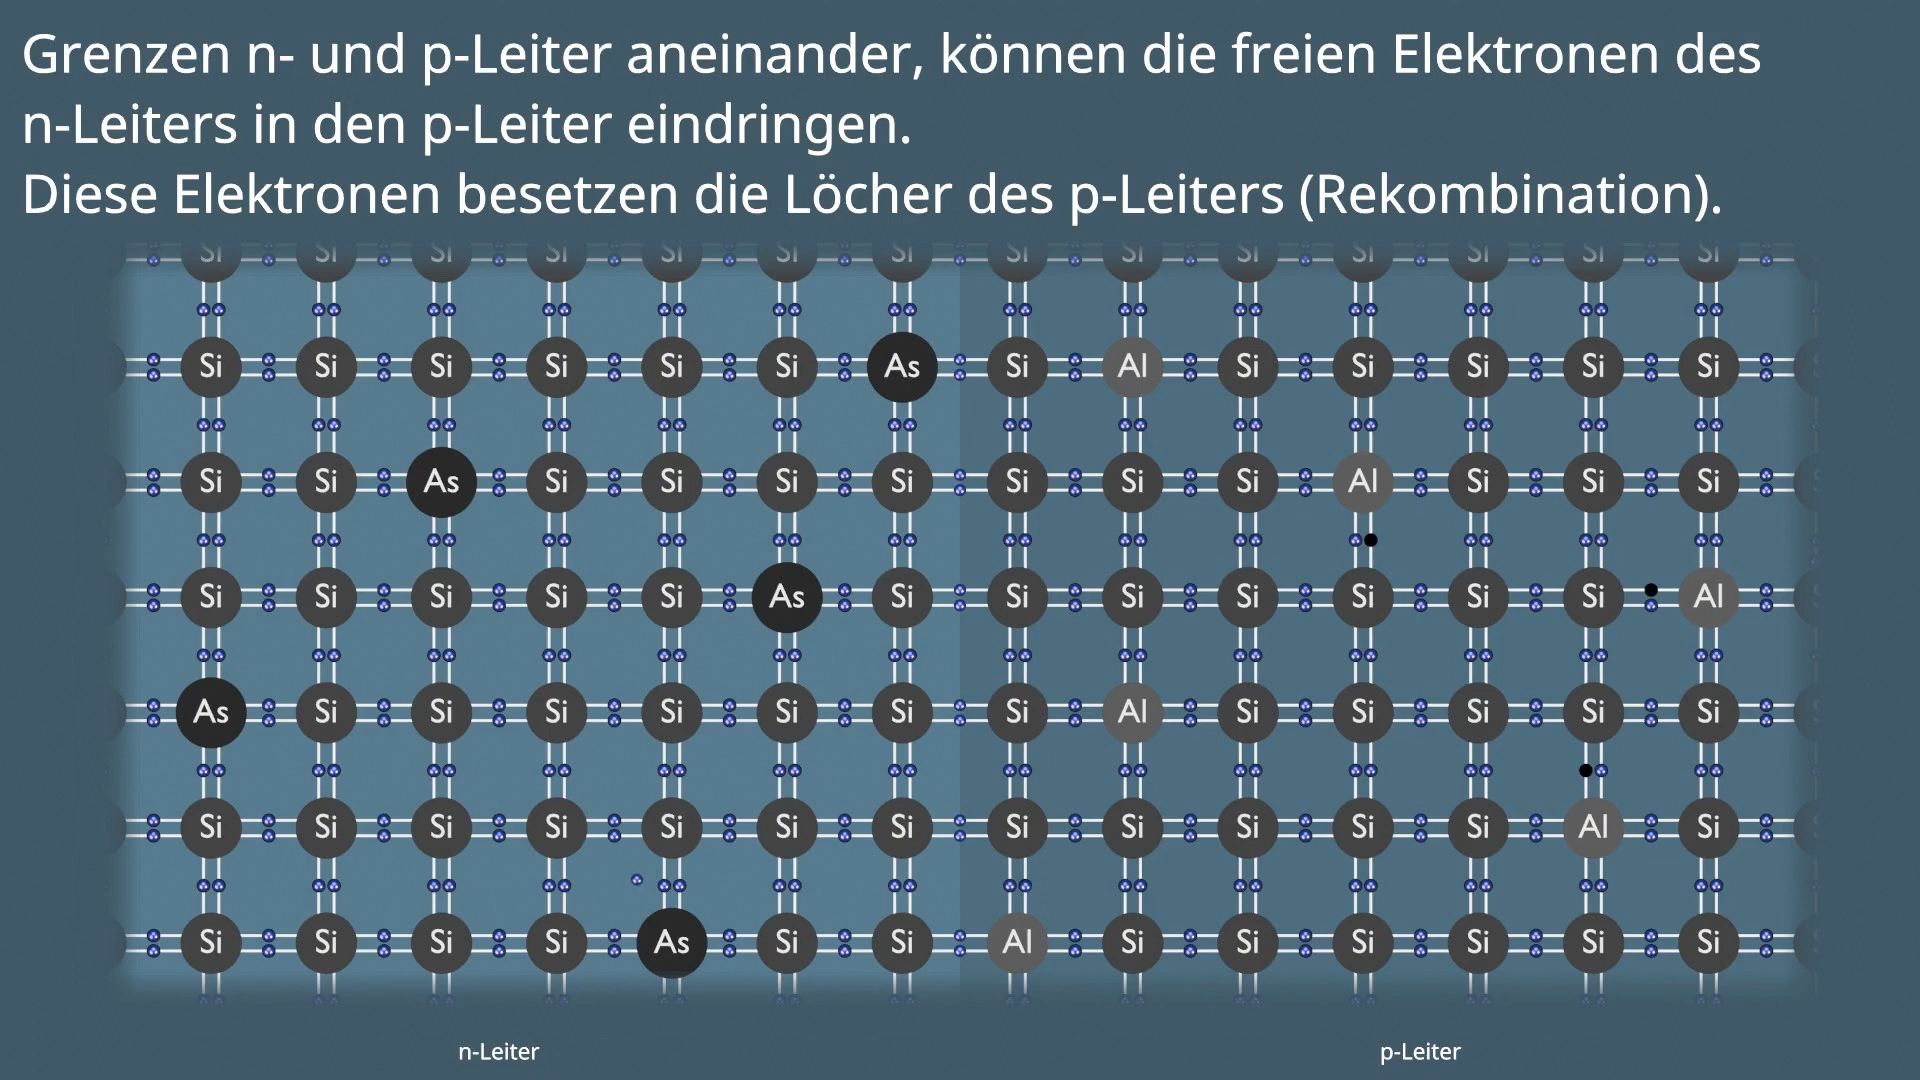 Grenzen n- und p-Leiter aneinander, können die freien Elektronen des
n-Leiters in den p-Leiter eindringen.
Diese Elektronen besetzen die Löcher des p-Leiters (Rekombination).
Si Si Si Si Si Si Si Si Si Si Si Si Si Si
Si Si Si Si Si Si As Si Al Si Si Si Si Si
Si Si As Si Si Si Si Si Si Si Al Si Si Si
Si Si Si Si Si As Si Si Si Si Si Si Si Al
As Si Si Si Si Si Si Si Al Si Si Si Si Si
Si Si Si Si Si Si Si Si Si Si Si Si Al Si
Si Si Si Si As Si Si Al Si Si Si Si Si Si
n-Leiter p-Leiter